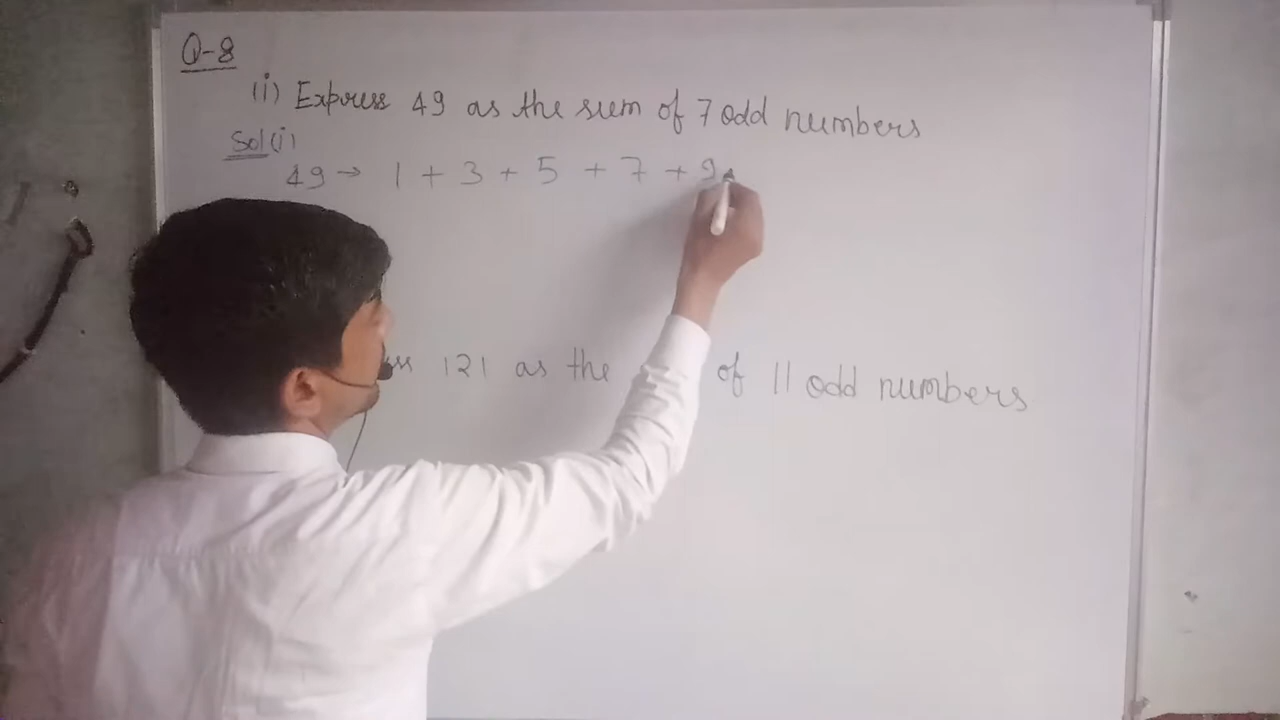 Q-8
(i) Express 49 as the sum of 7 odd numbers
Sol(i)
49 → 1 + 3 + 5 + 7 + 9
121 as the of 11 odd numbers